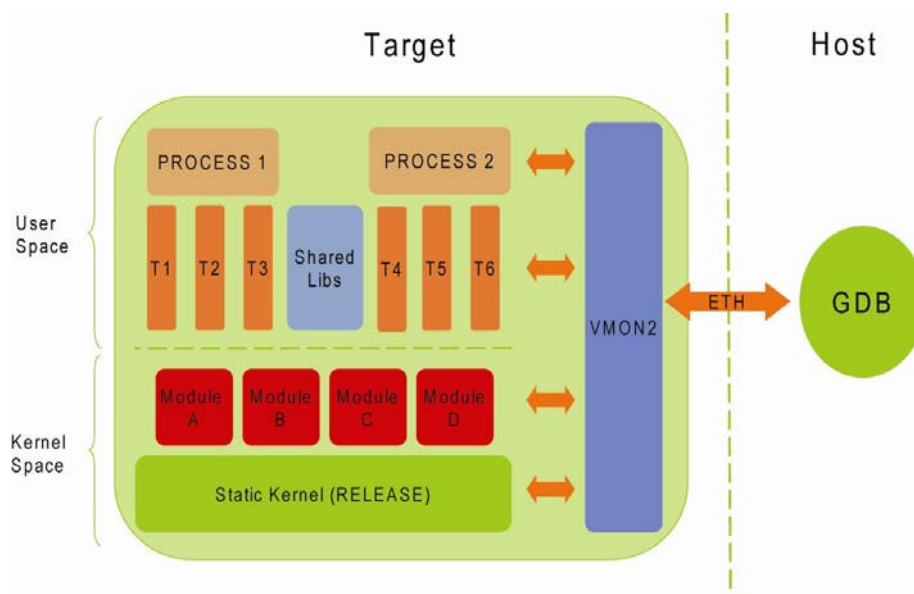 Target
Host
PROCESS 1
PROCESS 2
User
Space
T1
T2
T3
Shared
Libs
T4
T5
T6
ETH
GDB
VMON2
Module
A
Module
B
Module
C
Module
D
Kernel
Space
Static Kernel (RELEASE)